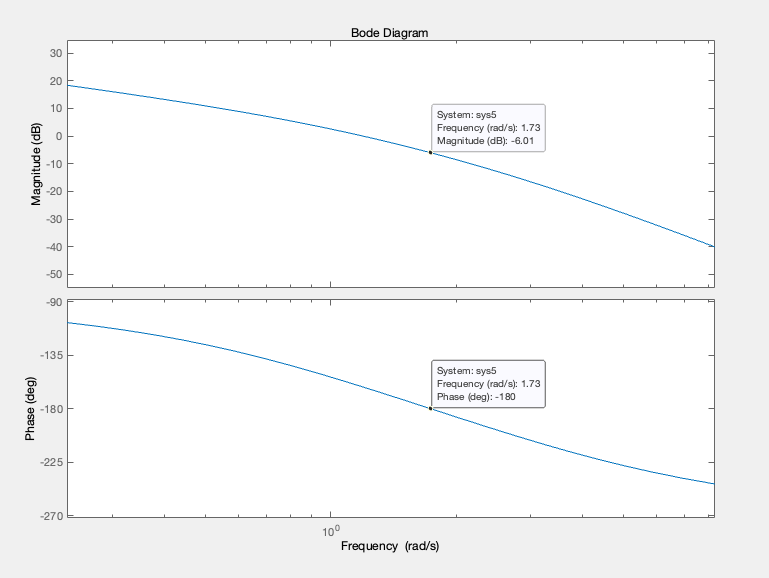 Bode Diagram
30
20
10
0
-10
-20
-30
-40
-50
Magnitude (dB)
System: sys5
Frequency (rad/s): 1.73
Magnitude (dB): -6.01
-90
-135
-180
-225
-270
Phase (deg)
System: sys5
Frequency (rad/s): 1.73
Phase (deg): -180
10^0
Frequency (rad/s)